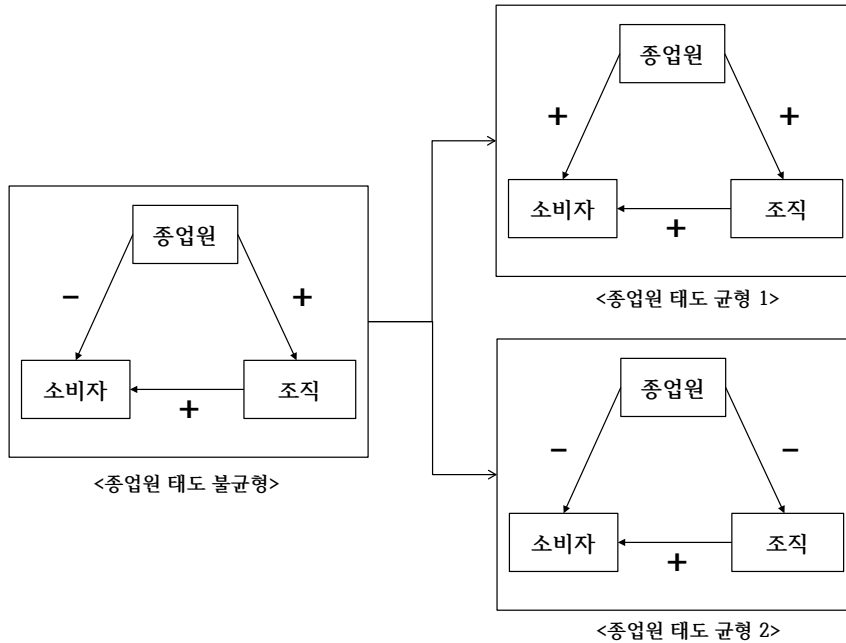 종업원
-
+
소비자
조직
+
<종업원 태도 불균형>
종업원
+
+
소비자
조직
+
<종업원 태도 균형 1>
종업원
-
-
소비자
조직
+
<종업원 태도 균형 2>